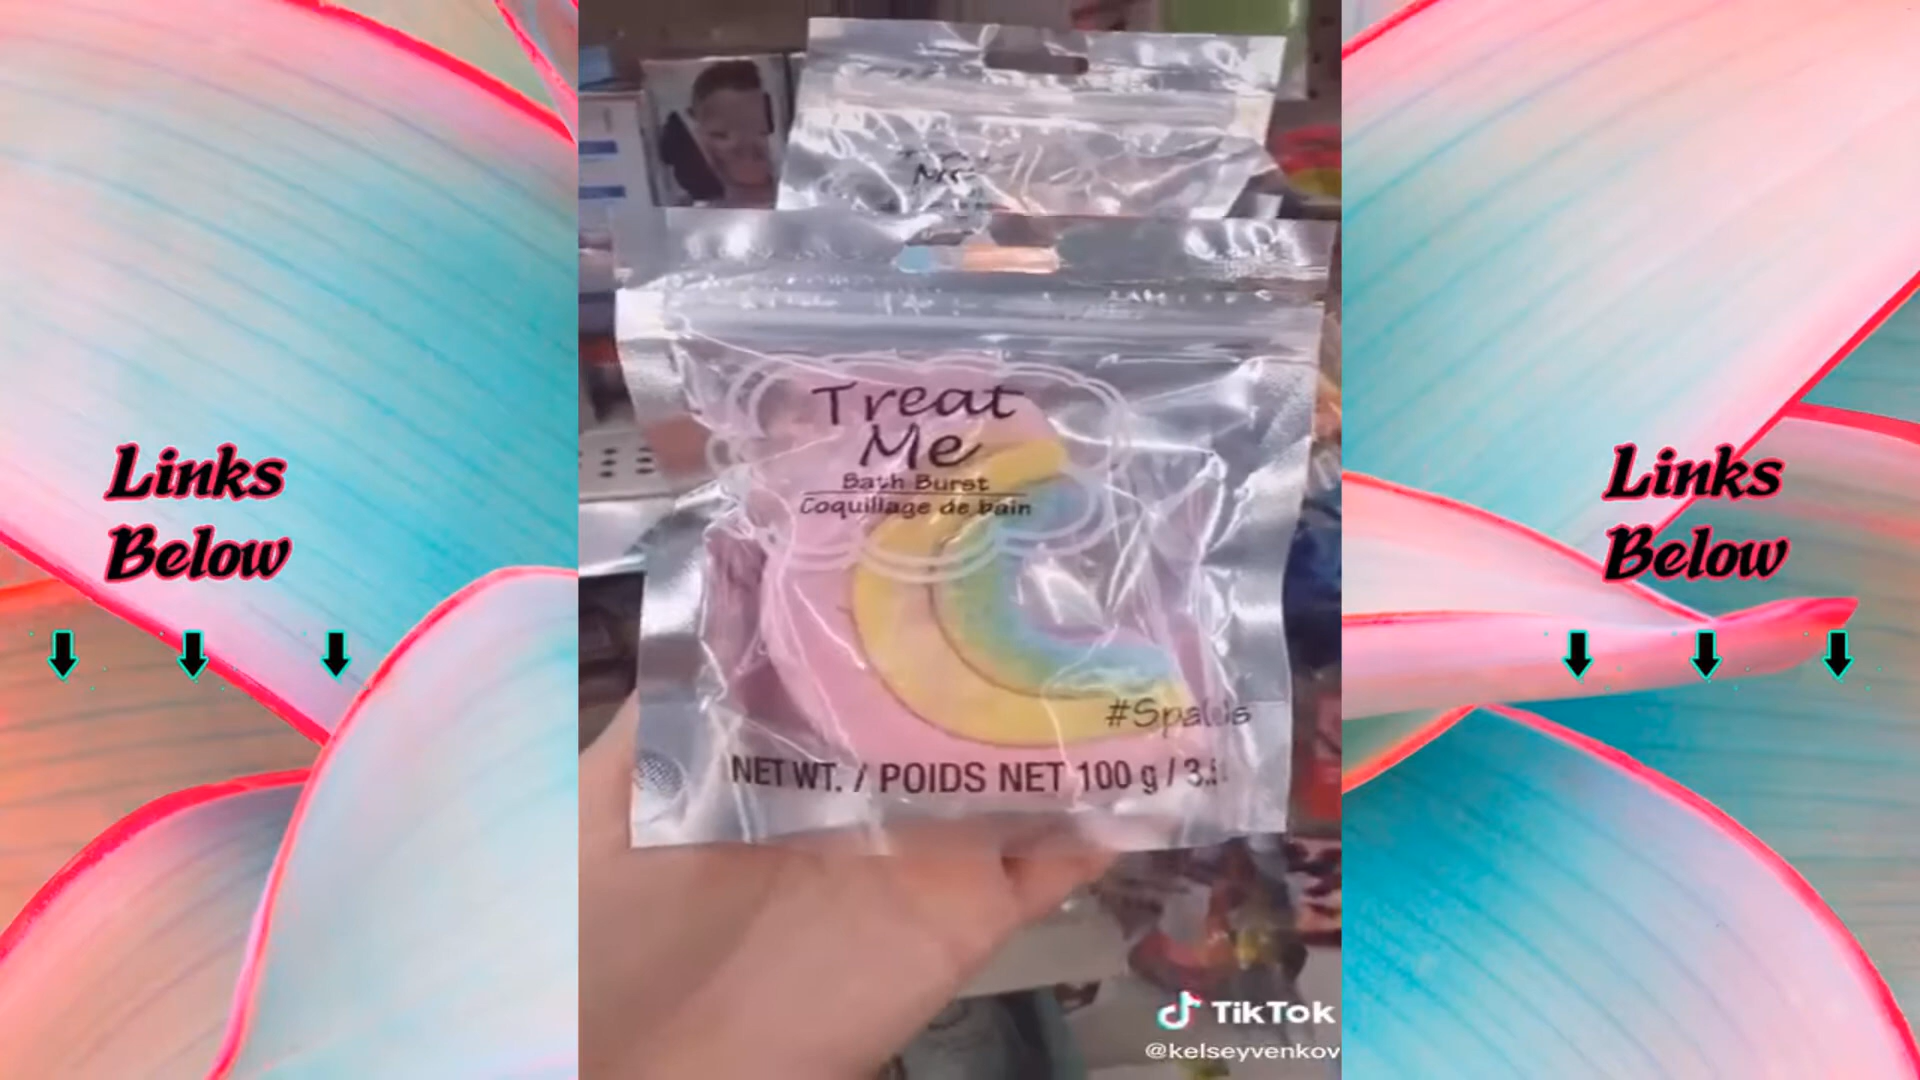 Links
Below
Treat
Me
Bath Burst
Coquillage de bain
NET WT. / POIDS NET 100 g /
TikTok
@kelseyvenkov
Links
Below